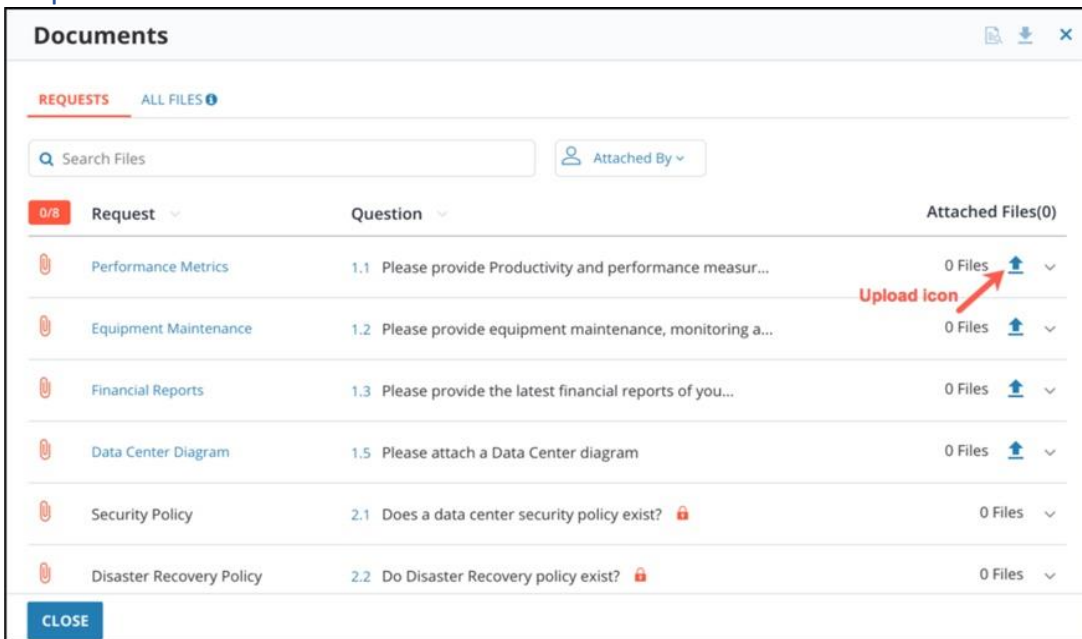 Documents
REQUESTS ALL FILES
Search Files Attached By
0/8 Request Question Attached Files(0)
Performance Metrics 1.1 Please provide Productivity and performance measur... 0 Files
Upload icon
Equipment Maintenance 1.2 Please provide equipment maintenance, monitoring a... 0 Files
Financial Reports 1.3 Please provide the latest financial reports of you... 0 Files
Data Center Diagram 1.5 Please attach a Data Center diagram 0 Files
Security Policy 2.1 Does a data center security policy exist? 0 Files
Disaster Recovery Policy 2.2 Do Disaster Recovery policy exist? 0 Files
CLOSE